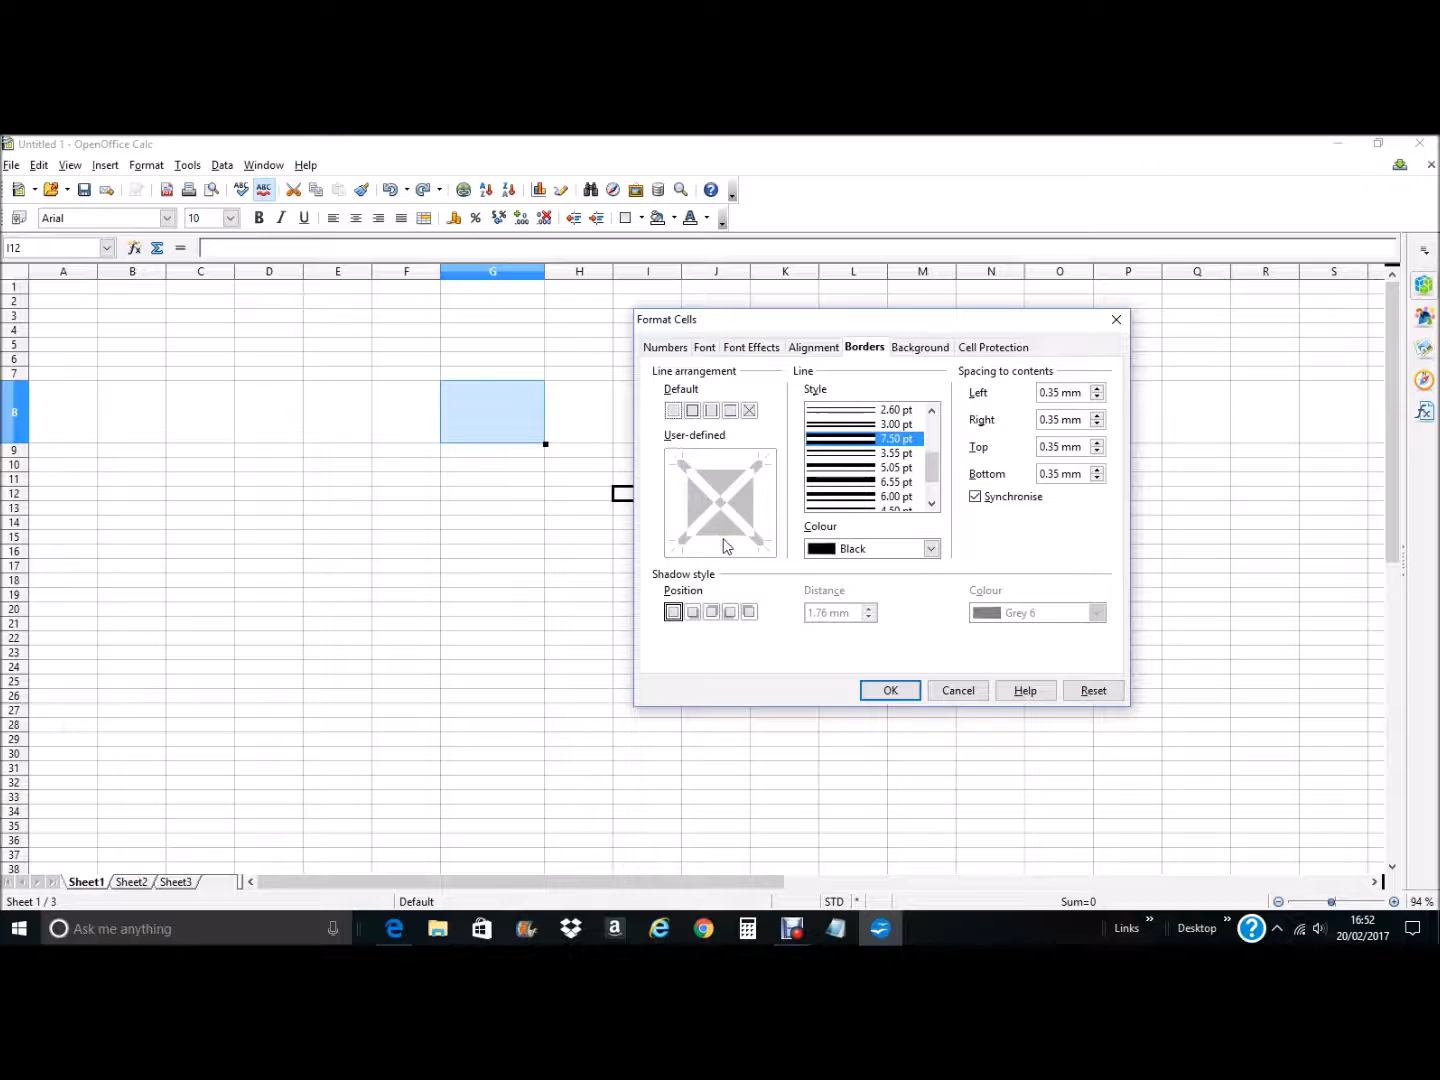 Untitled 1 - OpenOffice Calc
File Edit View Insert Format Tools Data Window Help
Arial 10
I12
A B C D E F G H I J K L M N O P Q R S
1
2
3
4
5
6
7
8
9
10
11
12
13
14
15
16
17
18
19
20
21
22
23
24
25
26
27
28
29
30
31
32
33
34
35
36
37
38
Format Cells
Numbers Font Font Effects Alignment Borders Background Cell Protection
Line arrangement
Default
User-defined
Line
Style
2.60 pt
3.00 pt
7.50 pt
3.55 pt
5.05 pt
6.55 pt
6.00 pt
4.50 pt
Colour
Black
Spacing to contents
Left 0.35 mm
Right 0.35 mm
Top 0.35 mm
Bottom 0.35 mm
Synchronise
Shadow style
Position
Distance
1.76 mm
Colour
Grey 6
OK Cancel Help Reset
Sheet1 Sheet2 Sheet3
Sheet 1 / 3 Default STD * Sum=0 94 %
Ask me anything
Links Desktop
16:52
20/02/2017